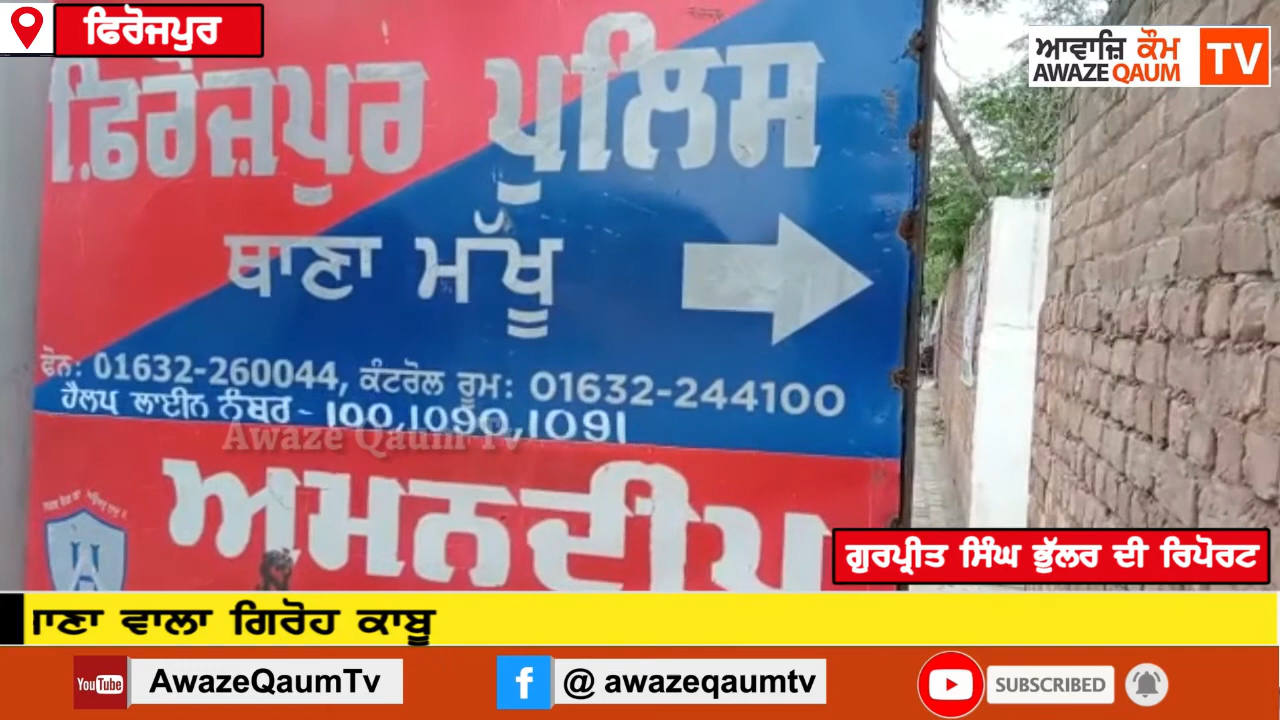 ਫਿਰੋਜਪੁਰ
ਆਵਾਜ਼ਿ ਕੌਮ
AWAZE QAUM
TV
ਫ਼ਿਰੋਜ਼ਪੁਰ ਪੁਲਿਸ
ਥਾਣਾ ਮੱਖੂ
ਫੋਨ: 01632-260044, ਕੰਟਰੋਲ ਰੂਮ: 01632-244100
ਹੈਲਪ ਲਾਈਨ ਨੰਬਰ - 100,1090,1091
Awaze Qaum Tv
ਅਮਨਦੀਪ
ਗੁਰਪ੍ਰੀਤ ਸਿੰਘ ਭੁੱਲਰ ਦੀ ਰਿਪੋਰਟ
ਾਣਾ ਵਾਲਾ ਗਿਰੋਹ ਕਾਬੂ
YouTube AwazeQaumTv
f @ awazeqaumtv
SUBSCRIBED